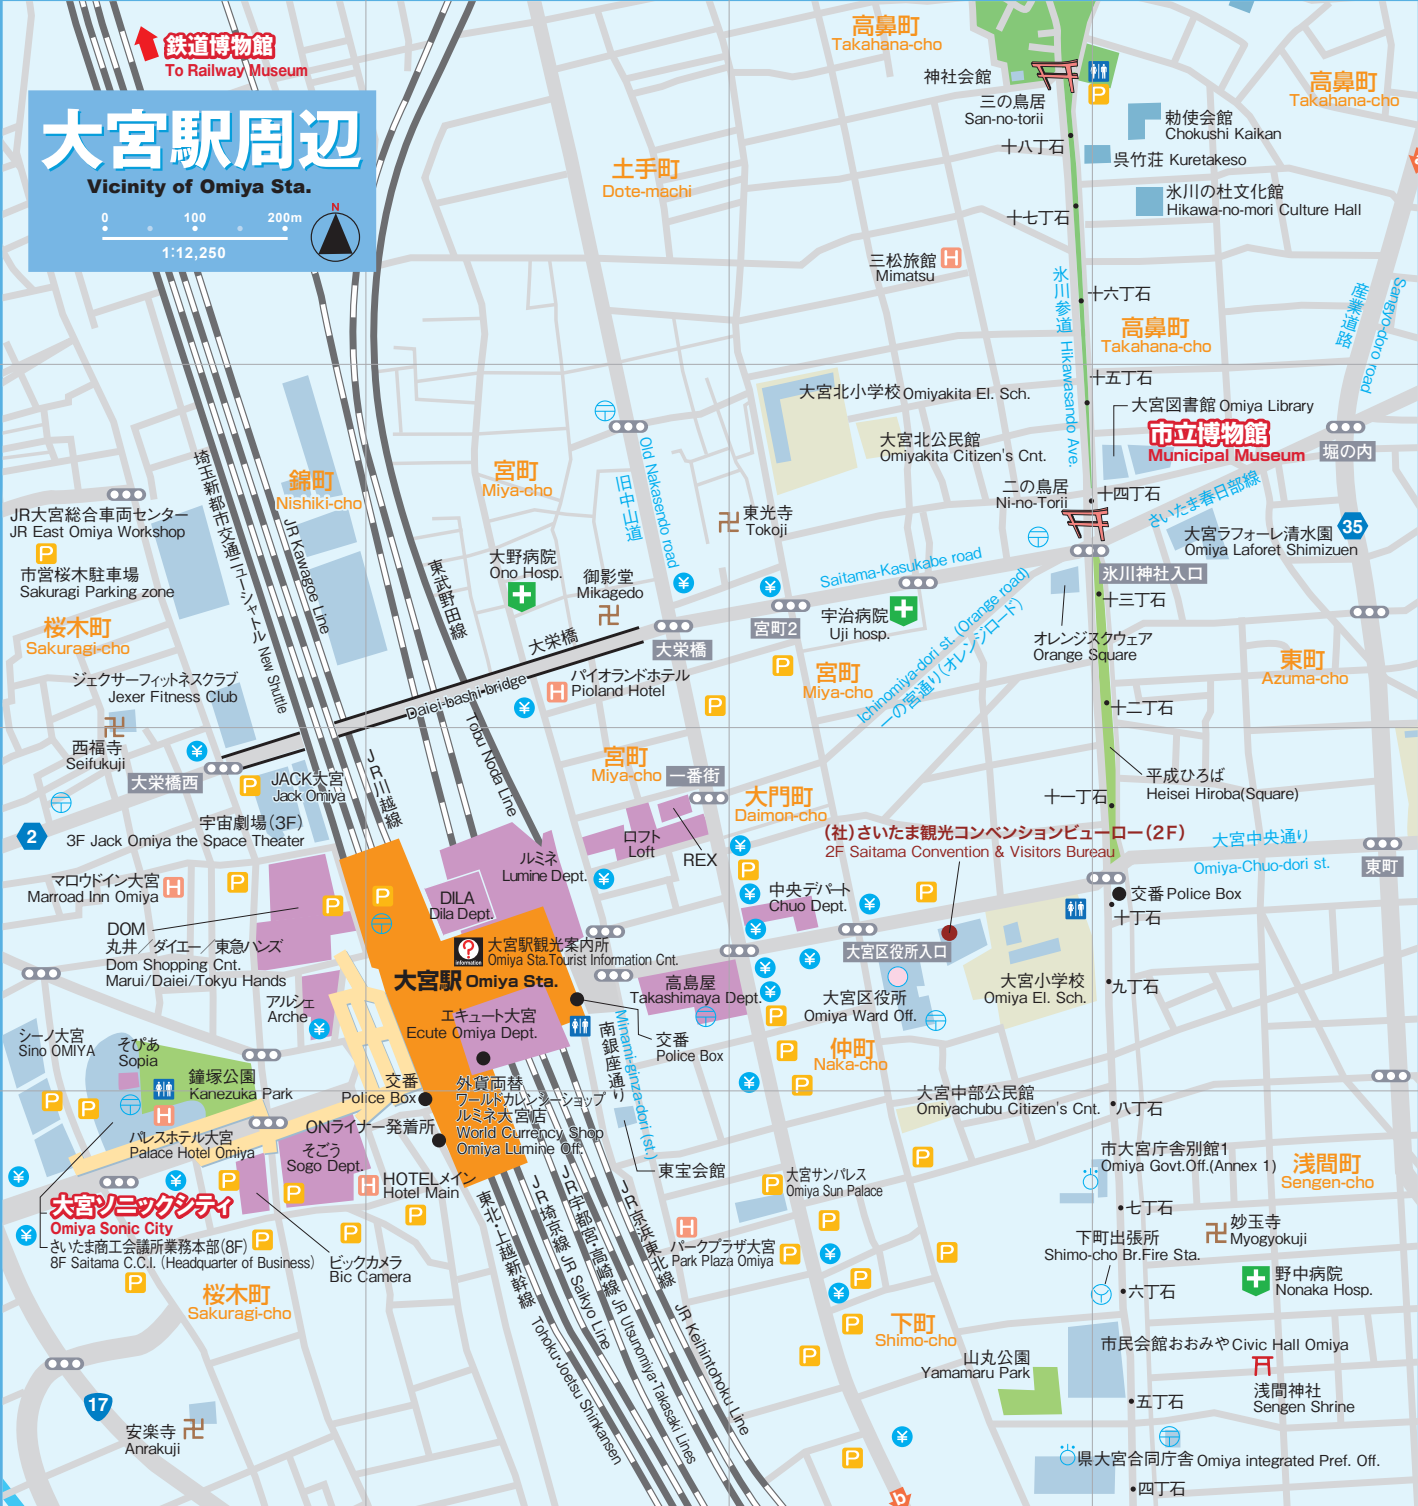 鉄道博物館
To Railway Museum
大宮駅周辺
Vicinity of Omiya Sta.
0 100 200m
1:12,250
N
高鼻町
Takahana-cho
神社会館
三の鳥居
San-no-torii
P
高鼻町
Takahana-cho
勅使会館
Chokushi Kaikan
十八丁石
呉竹荘 Kuretakeso
土手町
Dote-machi
氷川の杜文化館
Hikawa-no-mori Culture Hall
十七丁石
三松旅館
Mimatsu
H
氷川参道 Hikawasando Ave.
十六丁石
高鼻町
Takahana-cho
産業道路
Sangyo-doro road
十五丁石
大宮北小学校 Omiyakita El. Sch.
大宮図書館 Omiya Library
市立博物館
Municipal Museum
堀の内
大宮北公民館
Omiyakita Citizen's Cnt.
旧中山道
Old Nakasendo road
埼玉新都市交通ニューシャトル New Shuttle
錦町
Nishiki-cho
宮町
Miya-cho
二の鳥居
Ni-no-Torii
十四丁石
さいたま春日部線
35
JR大宮総合車両センター
JR East Omiya Workshop
P
市営桜木駐車場
Sakuragi Parking zone
JR Kawagoe Line
東武野田線
東光寺
Tokoji
大宮ラフォーレ清水園
Omiya Laforet Shimizuen
大野病院
Ono Hosp.
御影堂
Mikagedo
Saitama-Kasukabe road
氷川神社入口
十三丁石
桜木町
Sakuragi-cho
大栄橋
大栄橋
宮町2
宇治病院
Uji hosp.
Ichinomiya-dori st. (Orange road)
一の宮通り(オレンジロード)
オレンジスクウェア
Orange Square
東町
Azuma-cho
ジェクサーフィットネスクラブ
Jexer Fitness Club
Daiei-bashi bridge
H
パイオランドホテル
Pioland Hotel
宮町
Miya-cho
十二丁石
西福寺
Seifukuji
大栄橋西
JACK大宮
Jack Omiya
JR川越線
Tobu Noda Line
宮町
Miya-cho
一番街
平成ひろば
Heisei Hiroba(Square)
十一丁石
2
宇宙劇場(3F)
3F Jack Omiya the Space Theater
大門町
Daimon-cho
(社)さいたま観光コンベンションビューロー(2F)
2F Saitama Convention & Visitors Bureau
大宮中央通り
Omiya-Chuo-dori st.
東町
マロウドイン大宮
Marroad Inn Omiya
H
ルミネ
Lumine Dept.
ロフト
Loft
REX
DILA
Dila Dept.
中央デパート
Chuo Dept.
交番 Police Box
十丁石
DOM
丸井／ダイエー／東急ハンズ
Dom Shopping Cnt.
Marui/Daiei/Tokyu Hands
大宮駅観光案内所
Omiya Sta.Tourist Information Cnt.
information
大宮区役所入口
大宮駅 Omiya Sta.
高島屋
Takashimaya Dept.
大宮小学校
Omiya El. Sch.
九丁石
アルシェ
Arche
大宮区役所
Omiya Ward Off.
エキュート大宮
Ecute Omiya Dept.
シーノ大宮
Sino OMIYA
そぴあ
Sopia
南銀座通り
Minami-ginza-dori (st.)
交番
Police Box
仲町
Naka-cho
鐘塚公園
Kanezuka Park
交番
Police Box
外貨両替
ワールドカレンシーショップ
ルミネ大宮店
World Currency Shop
Omiya Lumine Off.
大宮中部公民館
Omiyachubu Citizen's Cnt.
八丁石
H
パレスホテル大宮
Palace Hotel Omiya
ONライナー発着所
そごう
Sogo Dept.
東宝会館
市大宮庁舎別館1
Omiya Govt.Off.(Annex 1)
浅間町
Sengen-cho
H
HOTELメイン
Hotel Main
大宮サンパレス
Omiya Sun Palace
七丁石
大宮ソニックシティ
Omiya Sonic City
さいたま商工会議所業務本部(8F)
8F Saitama C.C.I. (Headquarter of Business)
ビックカメラ
Bic Camera
妙玉寺
Myogyokuji
下町出張所
Shimo-cho Br.Fire Sta.
H
パークプラザ大宮
Park Plaza Omiya
東北・上越新幹線
JR埼京線
JR宇都宮・高崎線
JR京浜東北線
桜木町
Sakuragi-cho
野中病院
Nonaka Hosp.
六丁石
下町
Shimo-cho
市民会館おおみや Civic Hall Omiya
山丸公園
Yamamaru Park
Tohoku・Joetsu Shinkansen
JR Saikyo Line
JR Utsunomiya・Takasaki Lines
JR Keihintohoku Line
浅間神社
Sengen Shrine
五丁石
17
安楽寺
Anrakuji
県大宮合同庁舎 Omiya integrated Pref. Off.
四丁石
b